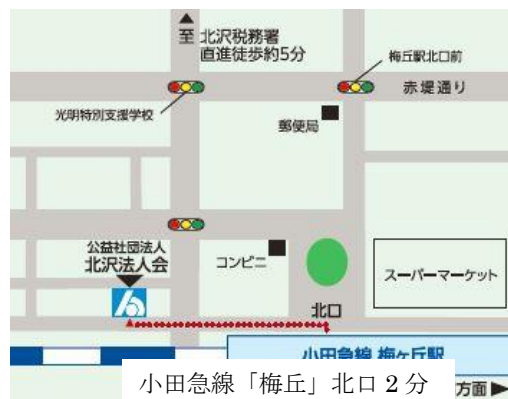 至 北沢税務署
直進徒歩約5分
梅丘駅北口前
赤堤通り
光明特別支援学校
郵便局
公益社団法人
北沢法人会
コンビニ
スーパーマーケット
北口
小田急線 梅ヶ丘駅
小田急線「梅丘」北口2分
方面